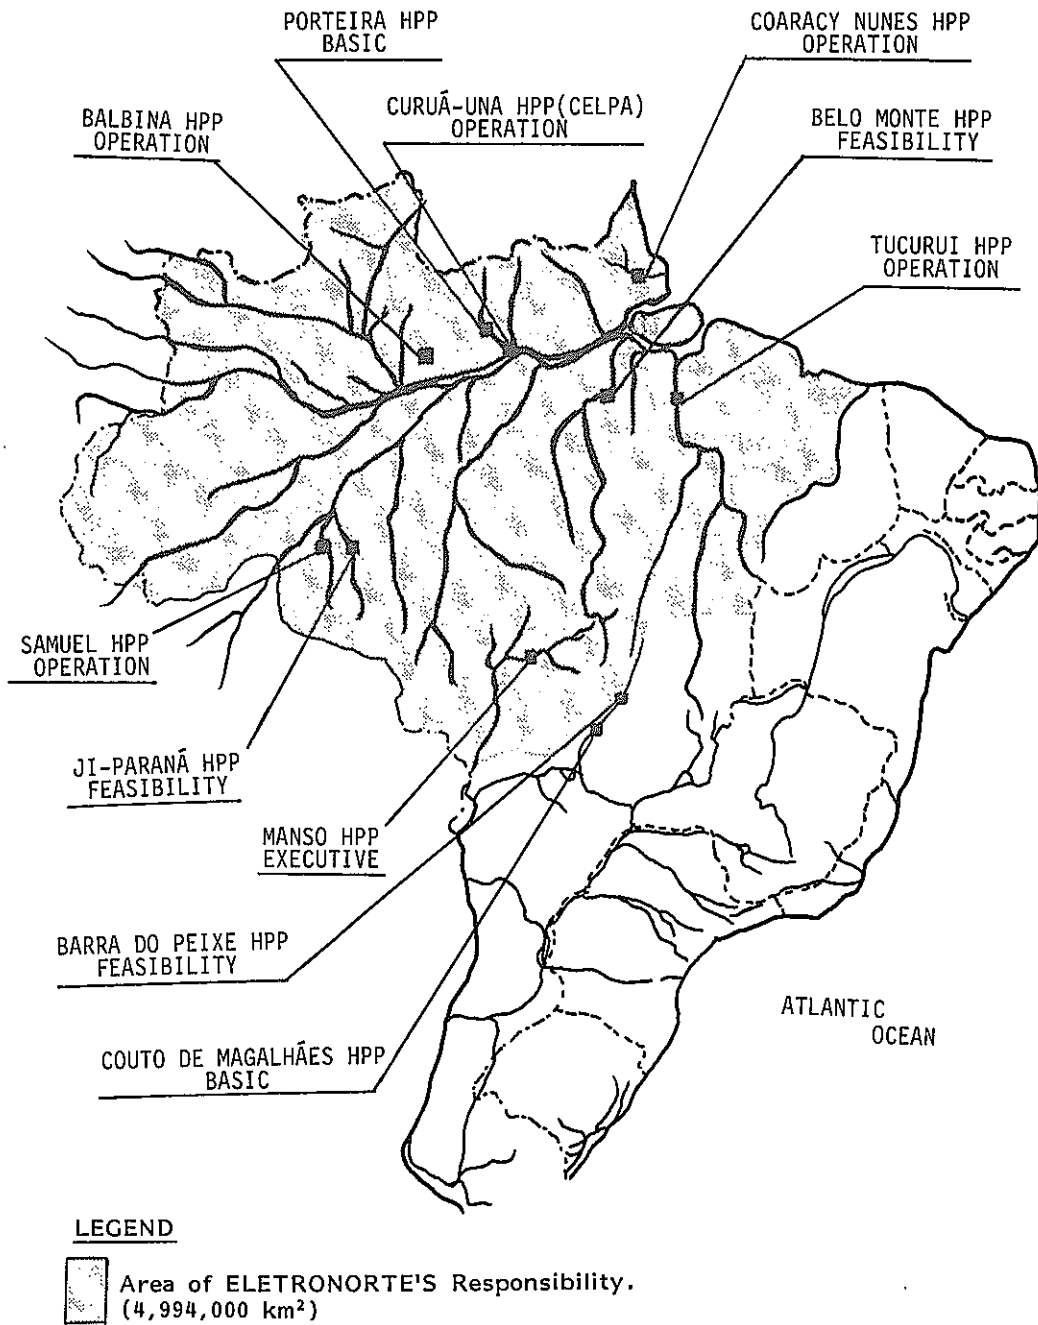 PORTEIRA HPP
BASIC
COARACY NUNES HPP
OPERATION
CURUÁ-UNA HPP(CELPA)
OPERATION
BALBINA HPP
OPERATION
BELO MONTE HPP
FEASIBILITY
TUCURUI HPP
OPERATION
SAMUEL HPP
OPERATION
JI-PARANÁ HPP
FEASIBILITY
MANSO HPP
EXECUTIVE
BARRA DO PEIXE HPP
FEASIBILITY
ATLANTIC
OCEAN
COUTO DE MAGALHÃES HPP
BASIC
LEGEND
Area of ELETRONORTE'S Responsibility.
(4,994,000 km²)